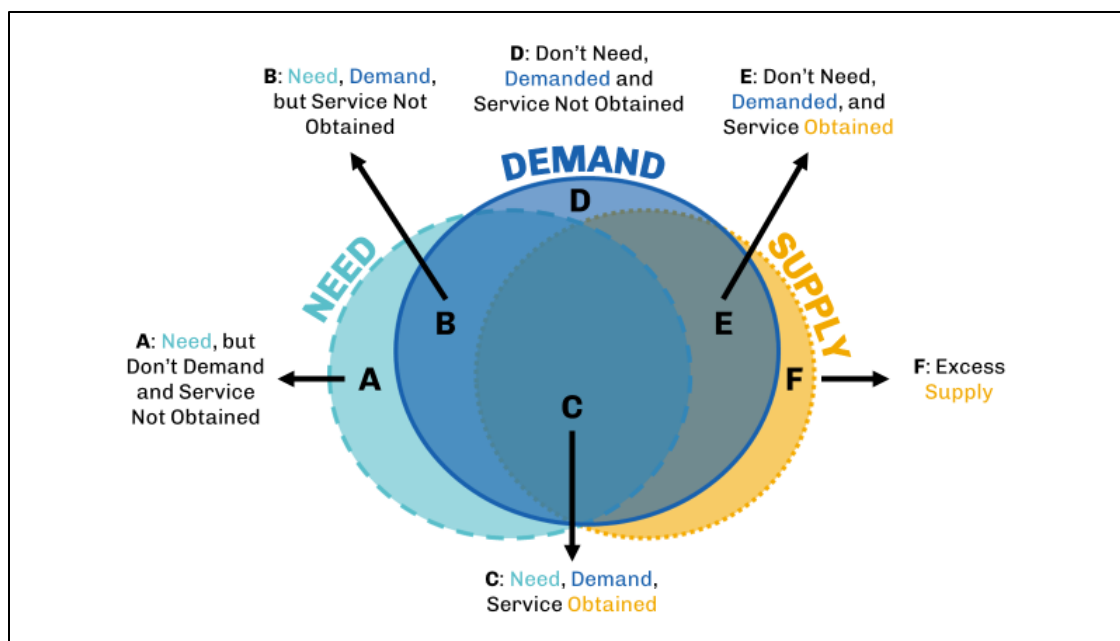 D: Don't Need,
Demanded and
Service Not Obtained
B: Need, Demand,
but Service Not
Obtained
E: Don't Need,
Demanded, and
Service Obtained
DEMAND
D
NEED
SUPPLY
B
E
A: Need, but
Don't Demand
and Service
Not Obtained
A
F
F: Excess
Supply
C
C: Need, Demand,
Service Obtained